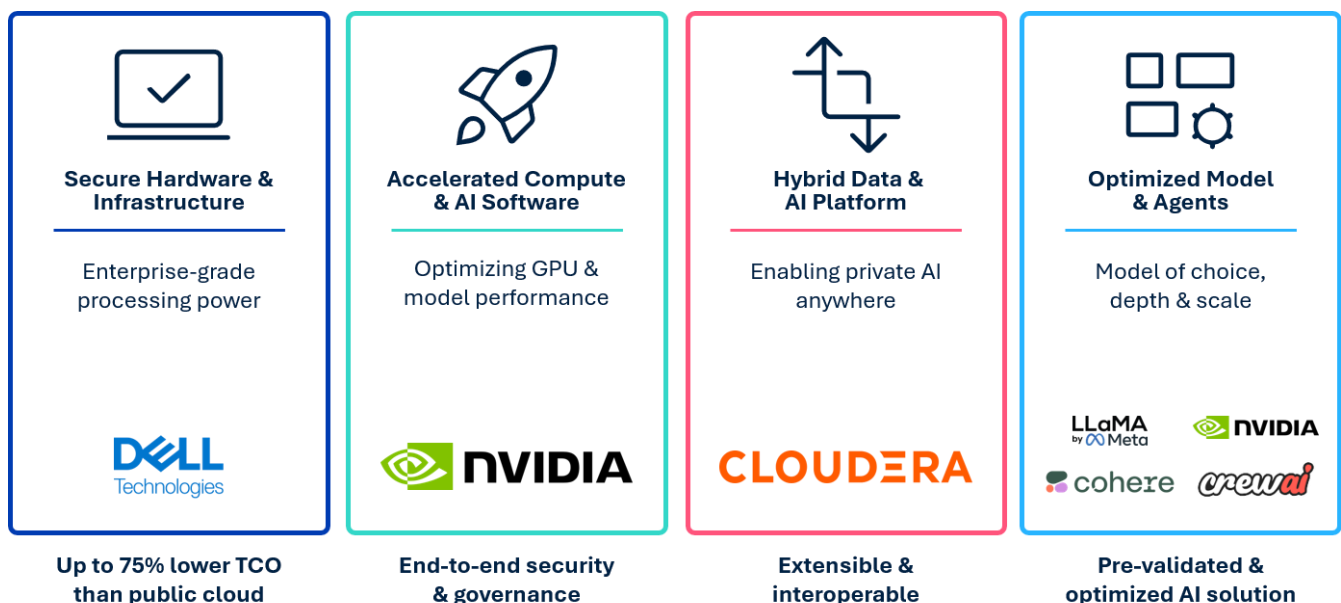 Secure Hardware &
Infrastructure
Enterprise-grade
processing power
DELL
Technologies
Up to 75% lower TCO
than public cloud
Accelerated Compute
& AI Software
Optimizing GPU &
model performance
NVIDIA
End-to-end security
& governance
Hybrid Data &
AI Platform
Enabling private AI
anywhere
CLOUDERA
Extensible &
interoperable
Optimized Model
& Agents
Model of choice,
depth & scale
LLaMA
by Meta
NVIDIA
cohere
crewai
Pre-validated &
optimized AI solution